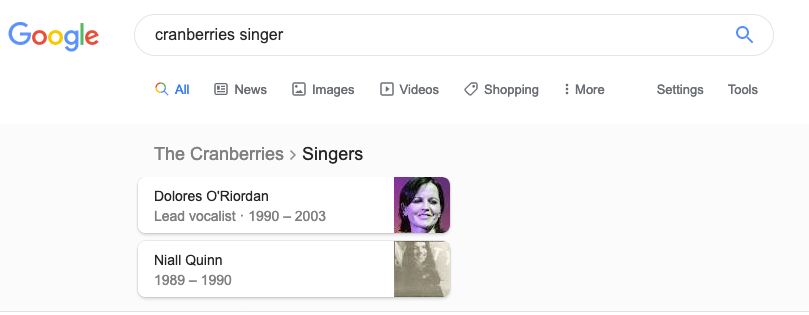 Google
cranberries singer
All News Images Videos Shopping More Settings Tools
The Cranberries > Singers
Dolores O'Riordan
Lead vocalist · 1990 – 2003
Niall Quinn
1989 – 1990